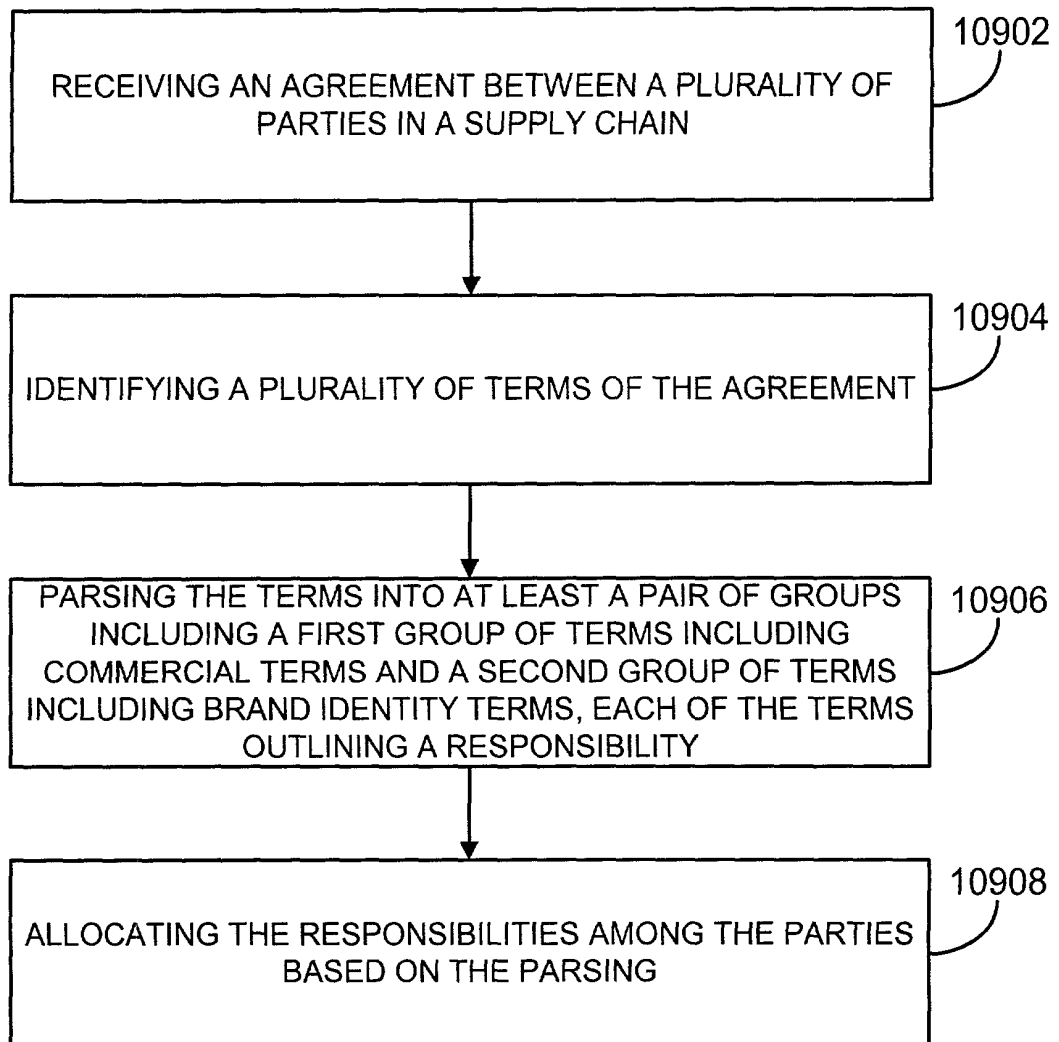 10902
RECEIVING AN AGREEMENT BETWEEN A PLURALITY OF
PARTIES IN A SUPPLY CHAIN
10904
IDENTIFYING A PLURALITY OF TERMS OF THE AGREEMENT
10906
PARSING THE TERMS INTO AT LEAST A PAIR OF GROUPS
INCLUDING A FIRST GROUP OF TERMS INCLUDING
COMMERCIAL TERMS AND A SECOND GROUP OF TERMS
INCLUDING BRAND IDENTITY TERMS, EACH OF THE TERMS
OUTLINING A RESPONSIBILITY
10908
ALLOCATING THE RESPONSIBILITIES AMONG THE PARTIES
BASED ON THE PARSING